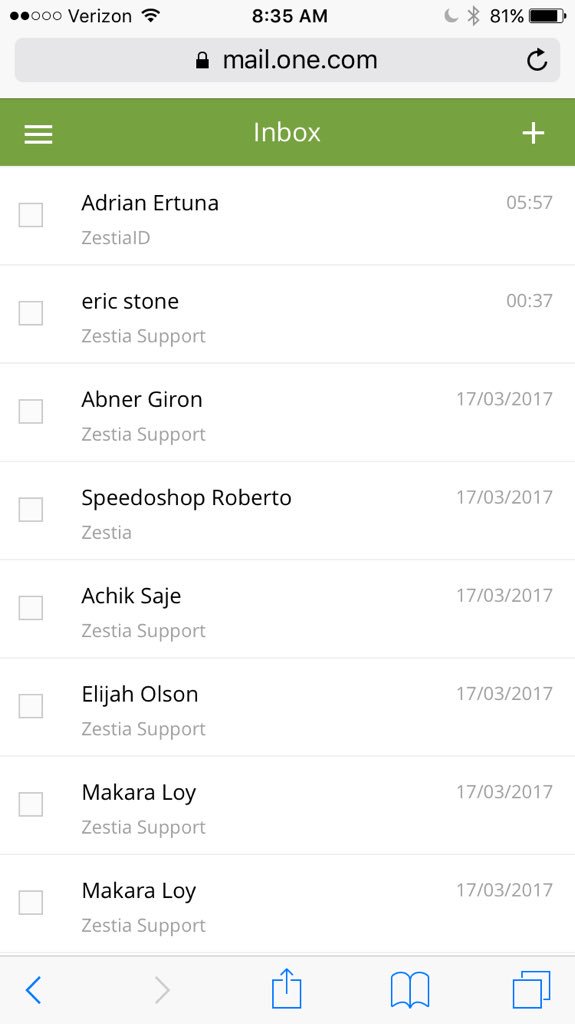 Verizon 8:35 AM 81%
mail.one.com
Inbox
Adrian Ertuna 05:57
ZestiaID
eric stone 00:37
Zestia Support
Abner Giron 17/03/2017
Zestia Support
Speedoshop Roberto 17/03/2017
Zestia
Achik Saje 17/03/2017
Zestia Support
Elijah Olson 17/03/2017
Zestia Support
Makara Loy 17/03/2017
Zestia Support
Makara Loy 17/03/2017
Zestia Support